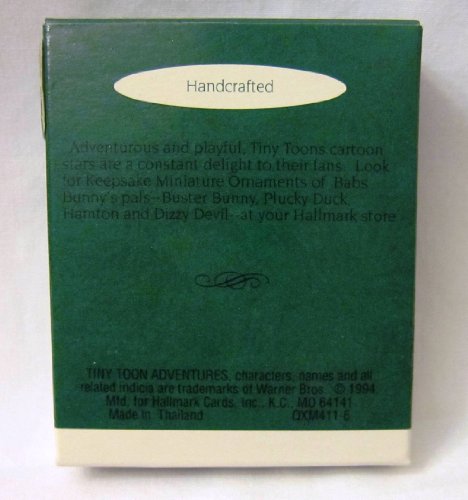 Handcrafted
Adventurous and playful, Tiny Toons cartoon
stars are a constant delight to their fans. Look
for Keepsake Miniature Ornaments of Babs
Bunny's pals--Buster Bunny, Plucky Duck,
Hamton and Dizzy Devil--at your Hallmark store
TINY TOON ADVENTURES, characters, names and all
related indicia are trademarks of Warner Bros. © 1994
Mfd. for Hallmark Cards, Inc., K.C., MO 64141
Made in Thailand QXM411-6